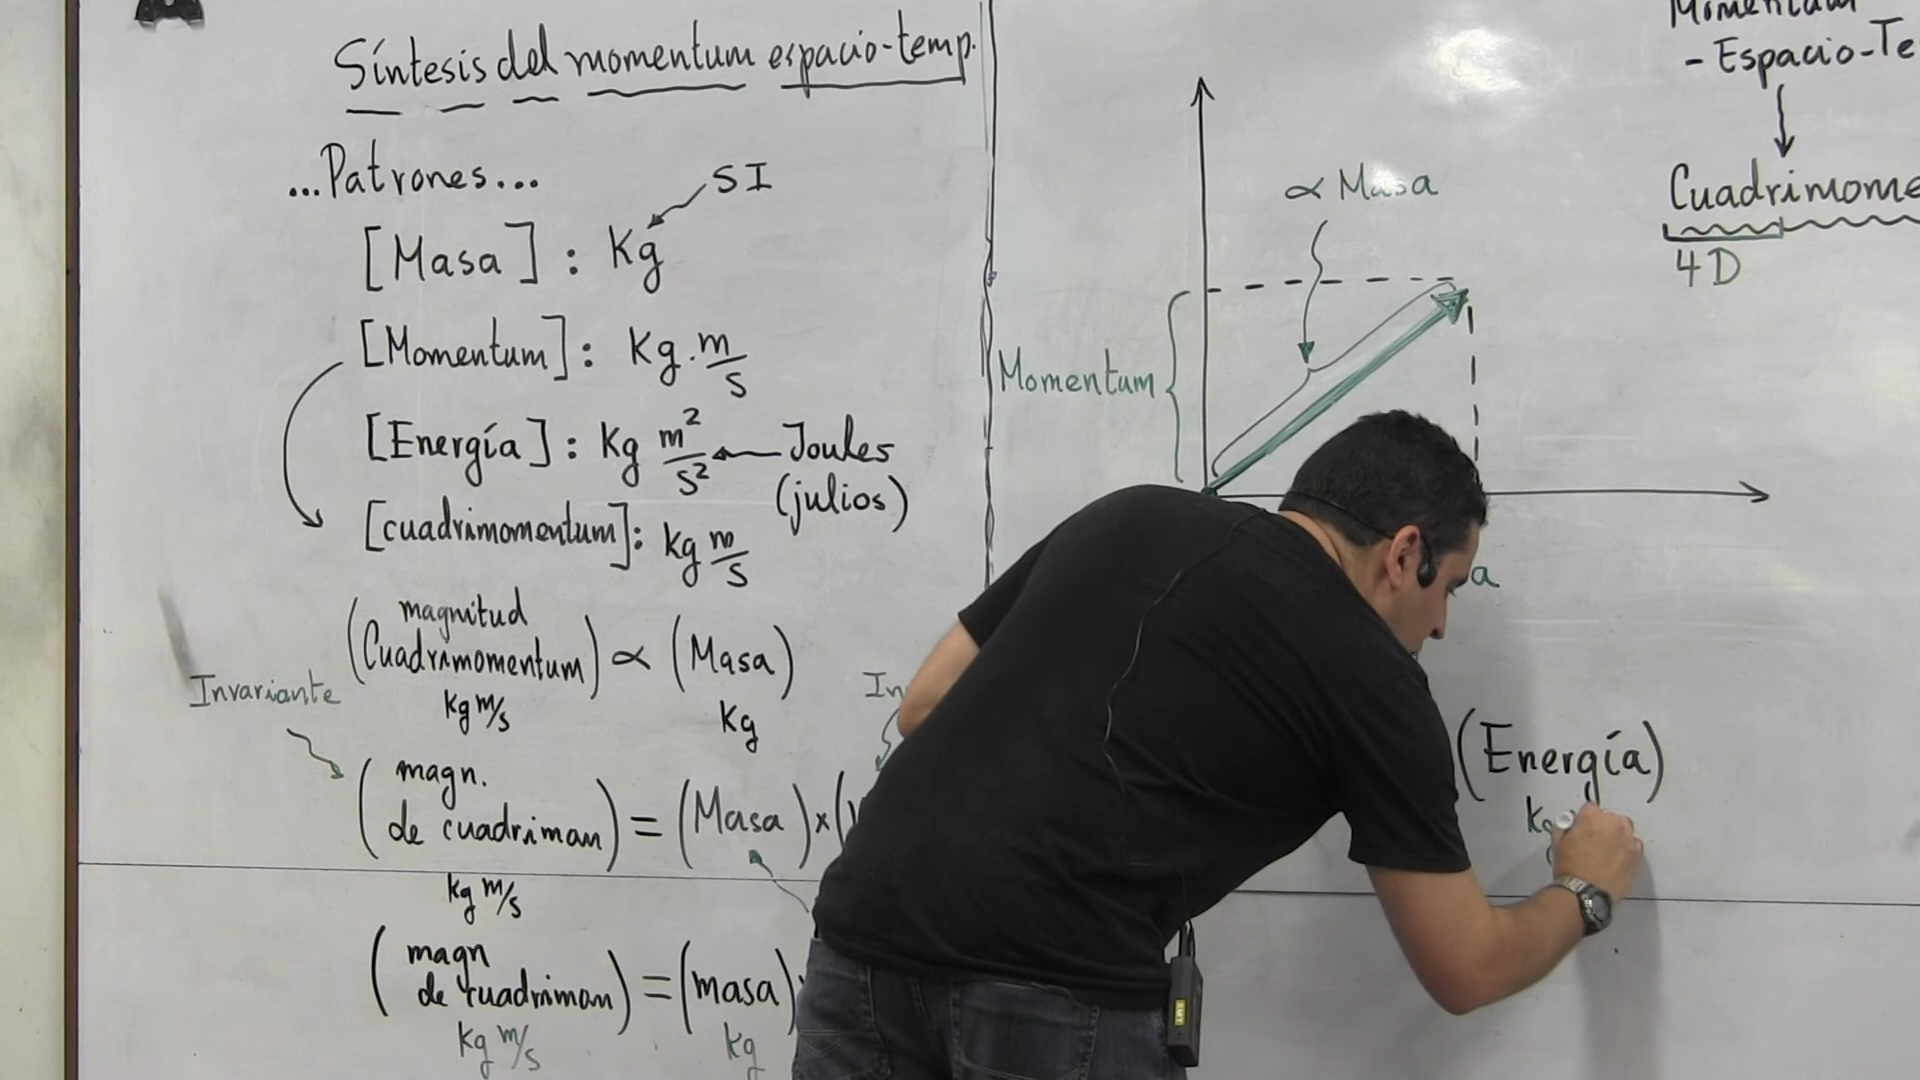 Síntesis del momentum espacio-temp.
...Patrones...
SI
[Masa] : Kg
[Momentum] : Kg . m/s
[Energía] : Kg m²/s² ← Joules
(julios)
[cuadrimomentum] : kg m/s
(magnitud
Cuadrimomentum) ∝ (Masa)
kg m/s Kg
Invariante
(magn.
de cuadriman) = (Masa) × (
kg m/s
(magn
de cuadriman) = (masa)
kg m/s kg
∝ Masa
Momentum
(Energía)
Momentum
- Espacio-Te
Cuadrimome
4D